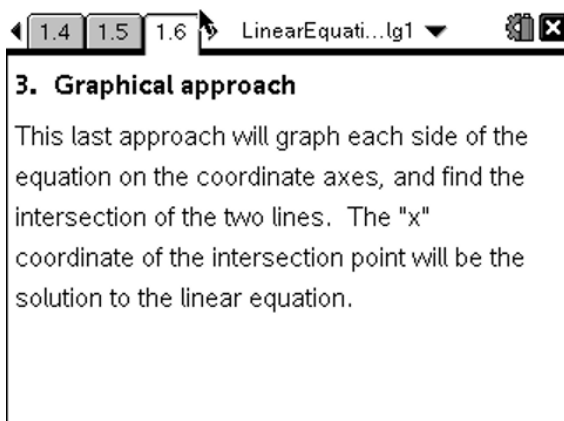 1.4 1.5 1.6 LinearEquati...lg1
3. Graphical approach
This last approach will graph each side of the
equation on the coordinate axes, and find the
intersection of the two lines. The "x"
coordinate of the intersection point will be the
solution to the linear equation.